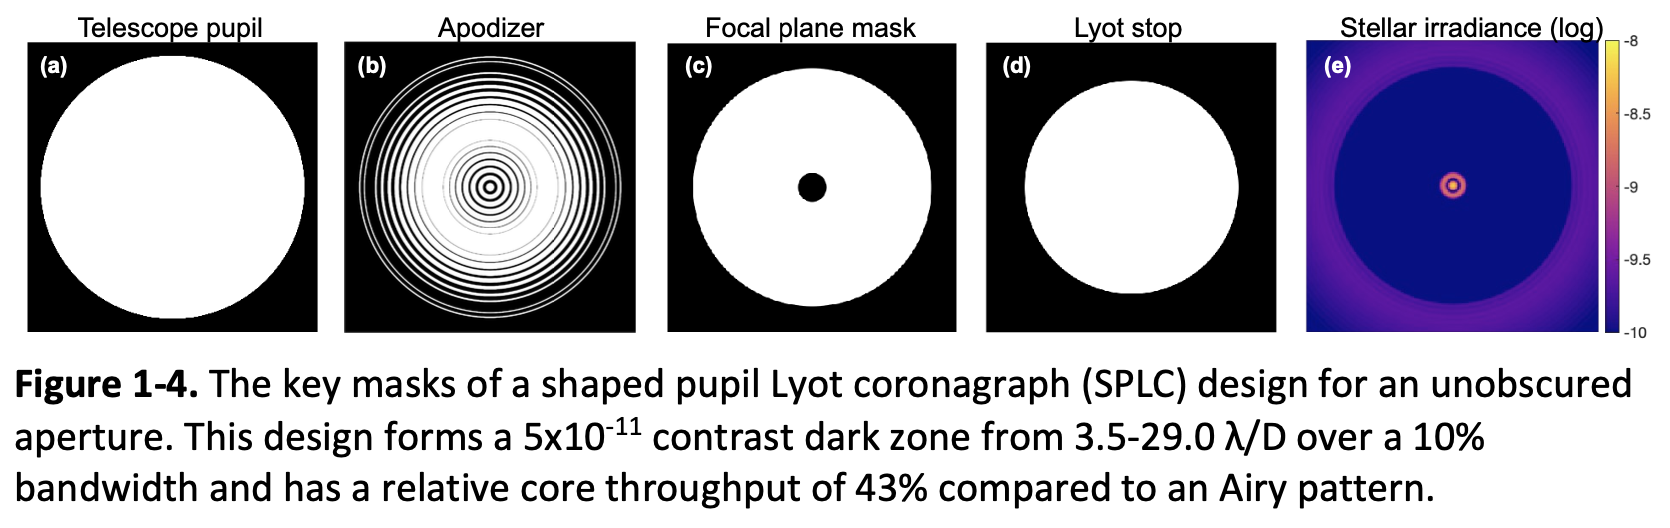 Telescope pupil
Apodizer
Focal plane mask
Lyot stop
Stellar irradiance (log)
(a)
(b)
(c)
(d)
(e)
-8
-8.5
-9
-9.5
-10
Figure 1-4. The key masks of a shaped pupil Lyot coronagraph (SPLC) design for an unobscured
aperture. This design forms a 5x10⁻¹¹ contrast dark zone from 3.5-29.0 λ/D over a 10%
bandwidth and has a relative core throughput of 43% compared to an Airy pattern.